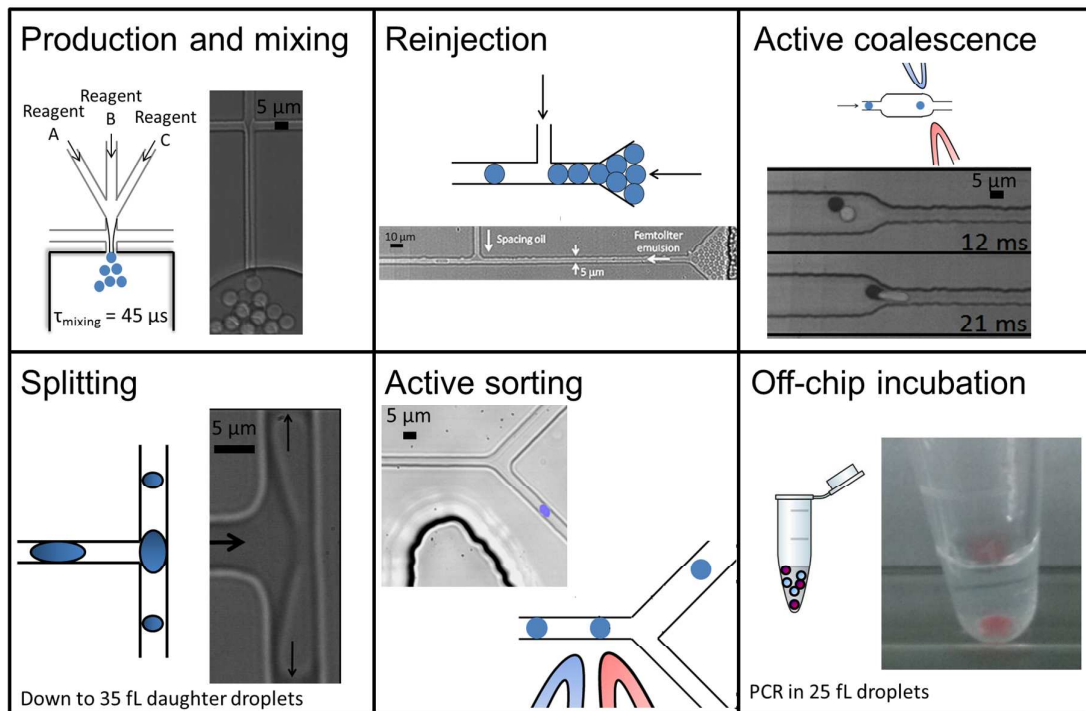 Production and mixing
Reagent
A
Reagent
B
Reagent
C
5 µm
τmixing = 45 µs
Reinjection
10 µm
Spacing oil
5 µm
Femtoliter
emulsion
Active coalescence
5 µm
12 ms
21 ms
Splitting
5 µm
Down to 35 fL daughter droplets
Active sorting
5 µm
Off-chip incubation
PCR in 25 fL droplets